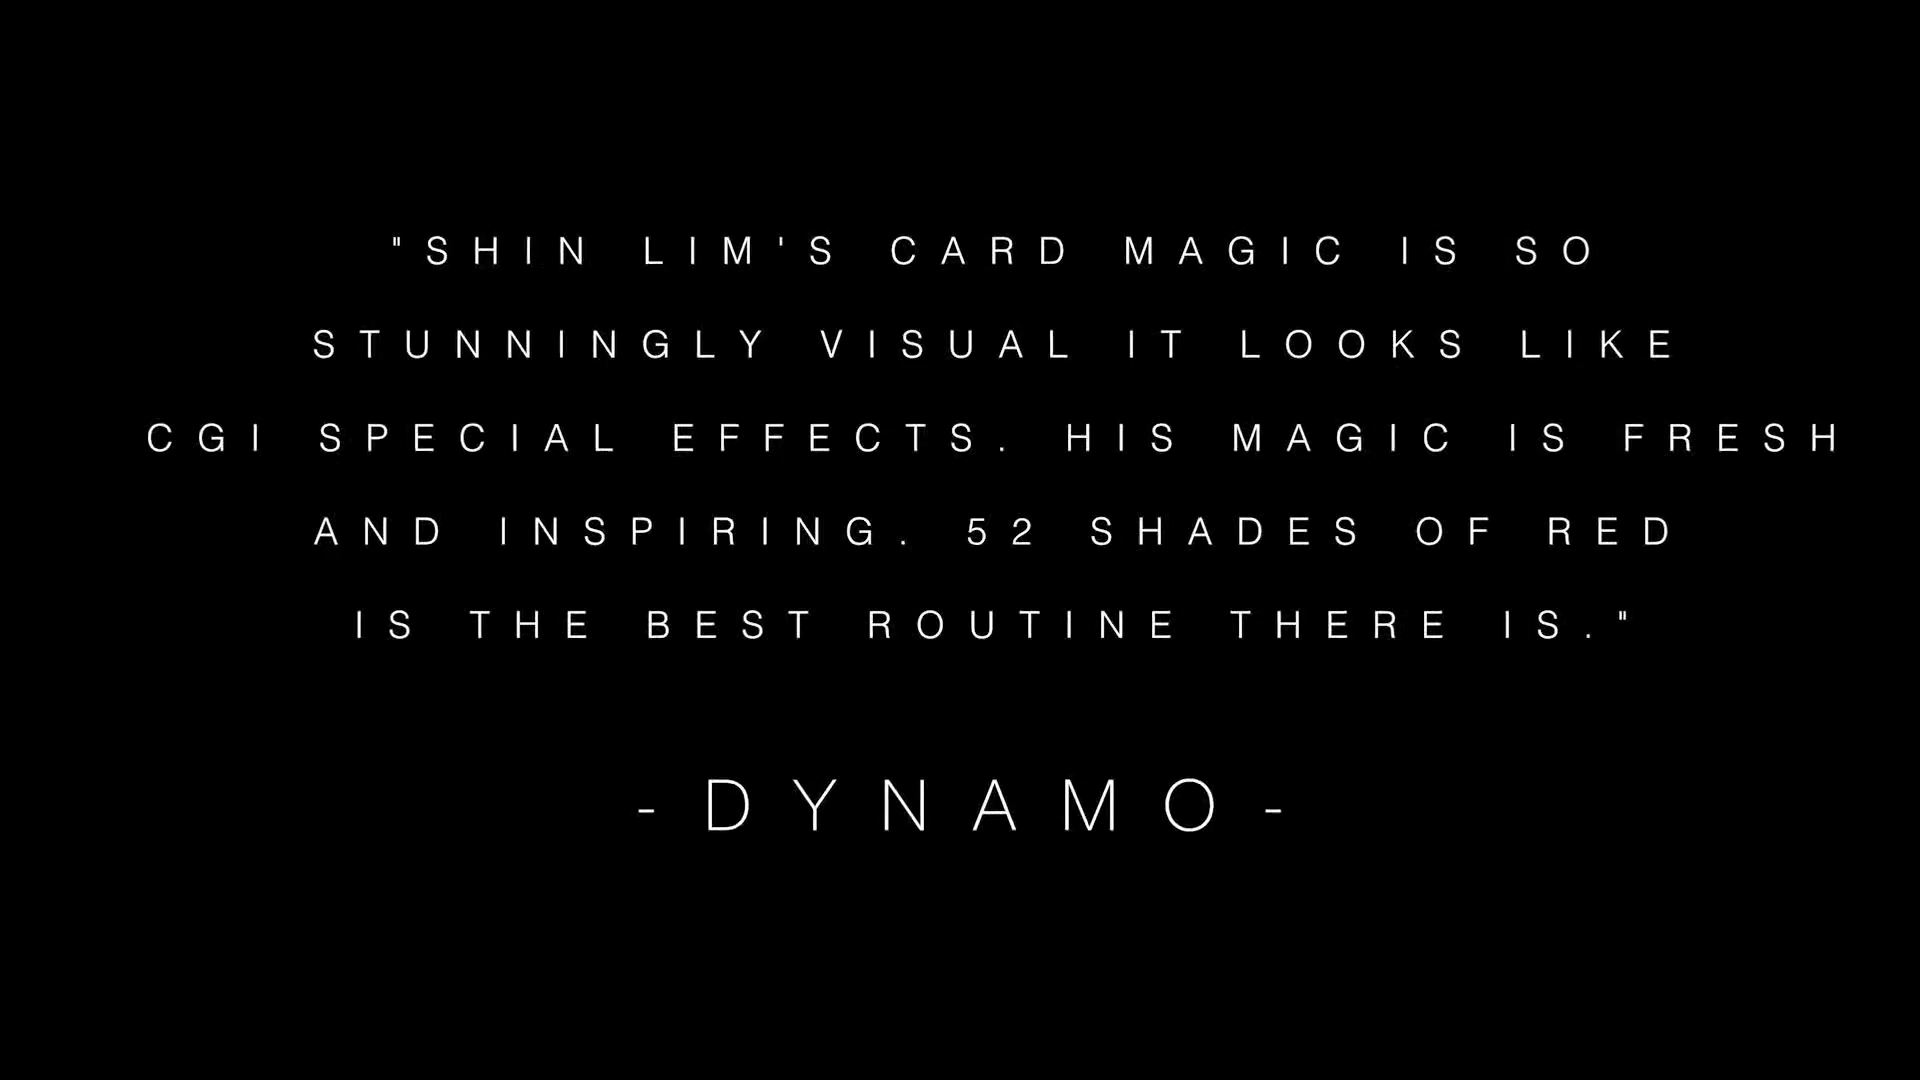 "SHIN LIM'S CARD MAGIC IS SO
STUNNINGLY VISUAL IT LOOKS LIKE
CGI SPECIAL EFFECTS. HIS MAGIC IS FRESH
AND INSPIRING. 52 SHADES OF RED
IS THE BEST ROUTINE THERE IS."
-DYNAMO-